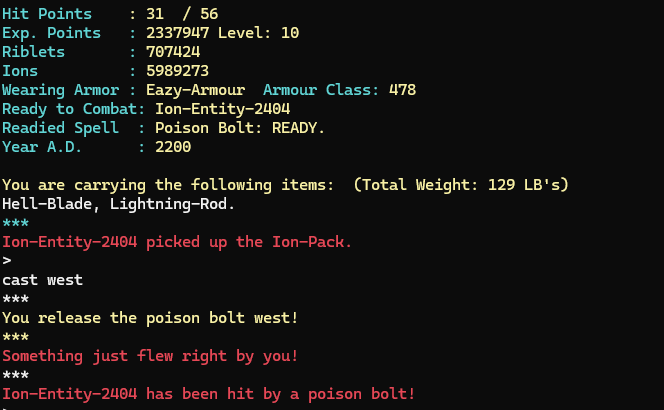 Hit Points    : 31  / 56
Exp. Points   : 2337947 Level: 10
Riblets       : 707424
Ions          : 5989273
Wearing Armor : Eazy-Armour  Armour Class: 478
Ready to Combat: Ion-Entity-2404
Readied Spell  : Poison Bolt: READY.
Year A.D.      : 2200
You are carrying the following items:  (Total Weight: 129 LB's)
Hell-Blade, Lightning-Rod.
***
Ion-Entity-2404 picked up the Ion-Pack.
>
cast west
***
You release the poison bolt west!
***
Something just flew right by you!
***
Ion-Entity-2404 has been hit by a poison bolt!